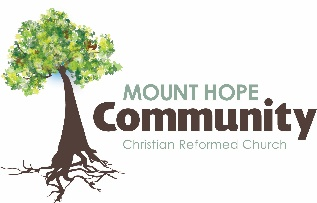 MOUNT HOPE
Community
Christian Reformed Church